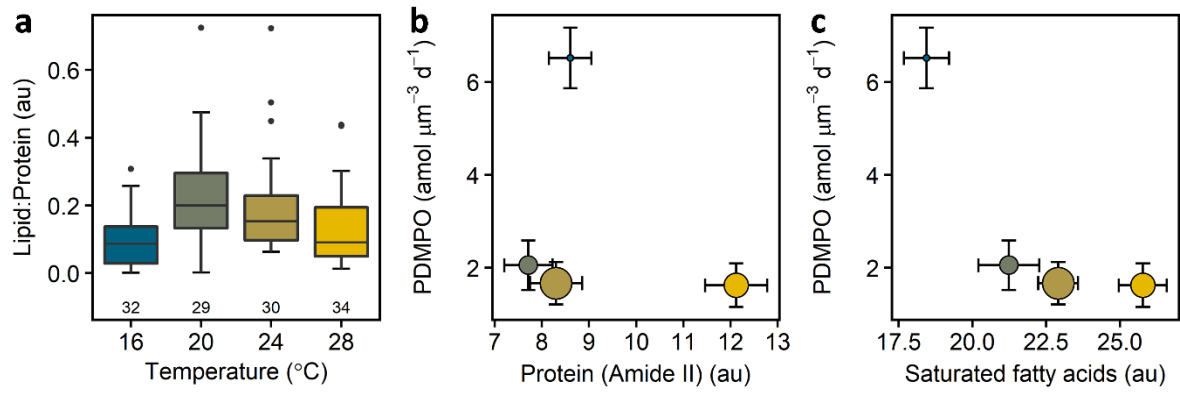 a
Lipid:Protein (au)
0.6
0.4
0.2
0.0
32 29 30 34
16 20 24 28
Temperature (°C)
b
PDMPO (amol μm⁻³ d⁻¹)
6
4
2
7 8 9 10 11 12 13
Protein (Amide II) (au)
c
PDMPO (amol μm⁻³ d⁻¹)
6
4
2
17.5 20.0 22.5 25.0
Saturated fatty acids (au)